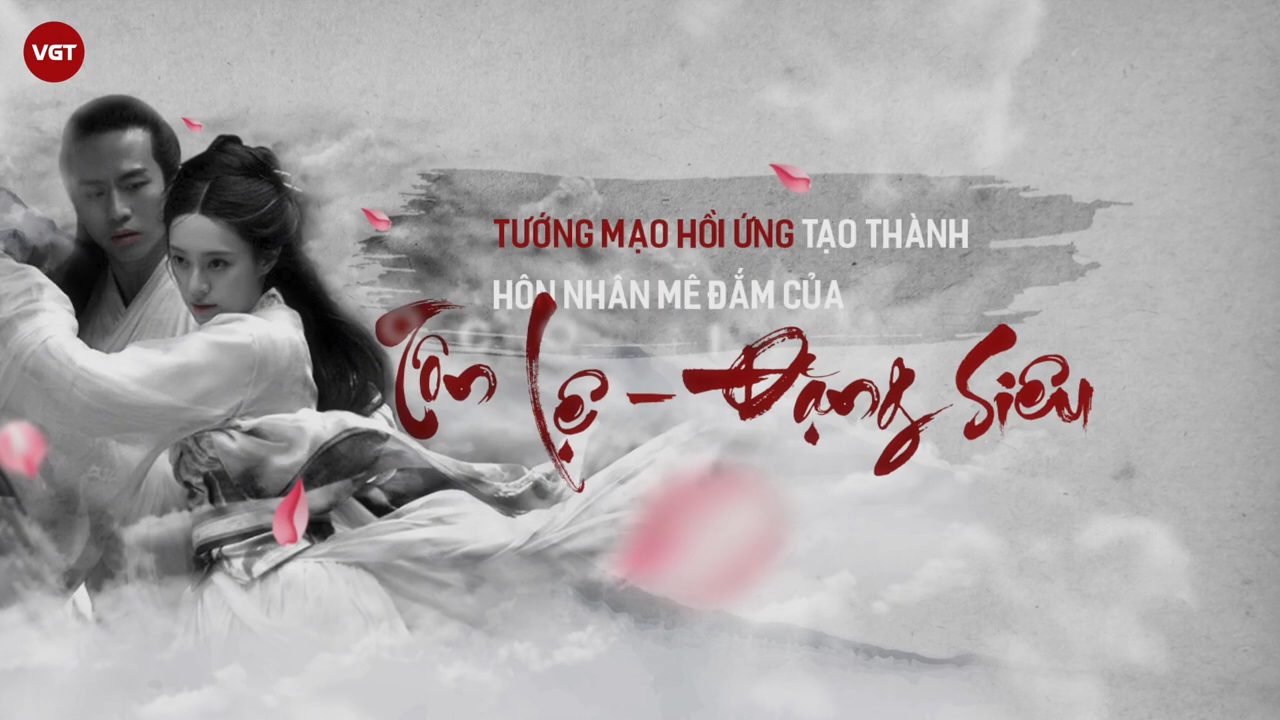 VGT
TƯỚNG MẠO HỒI ỨNG TẠO THÀNH
HÔN NHÂN MÊ ĐẮM CỦA
Tôn Lệ - Đặng Siêu